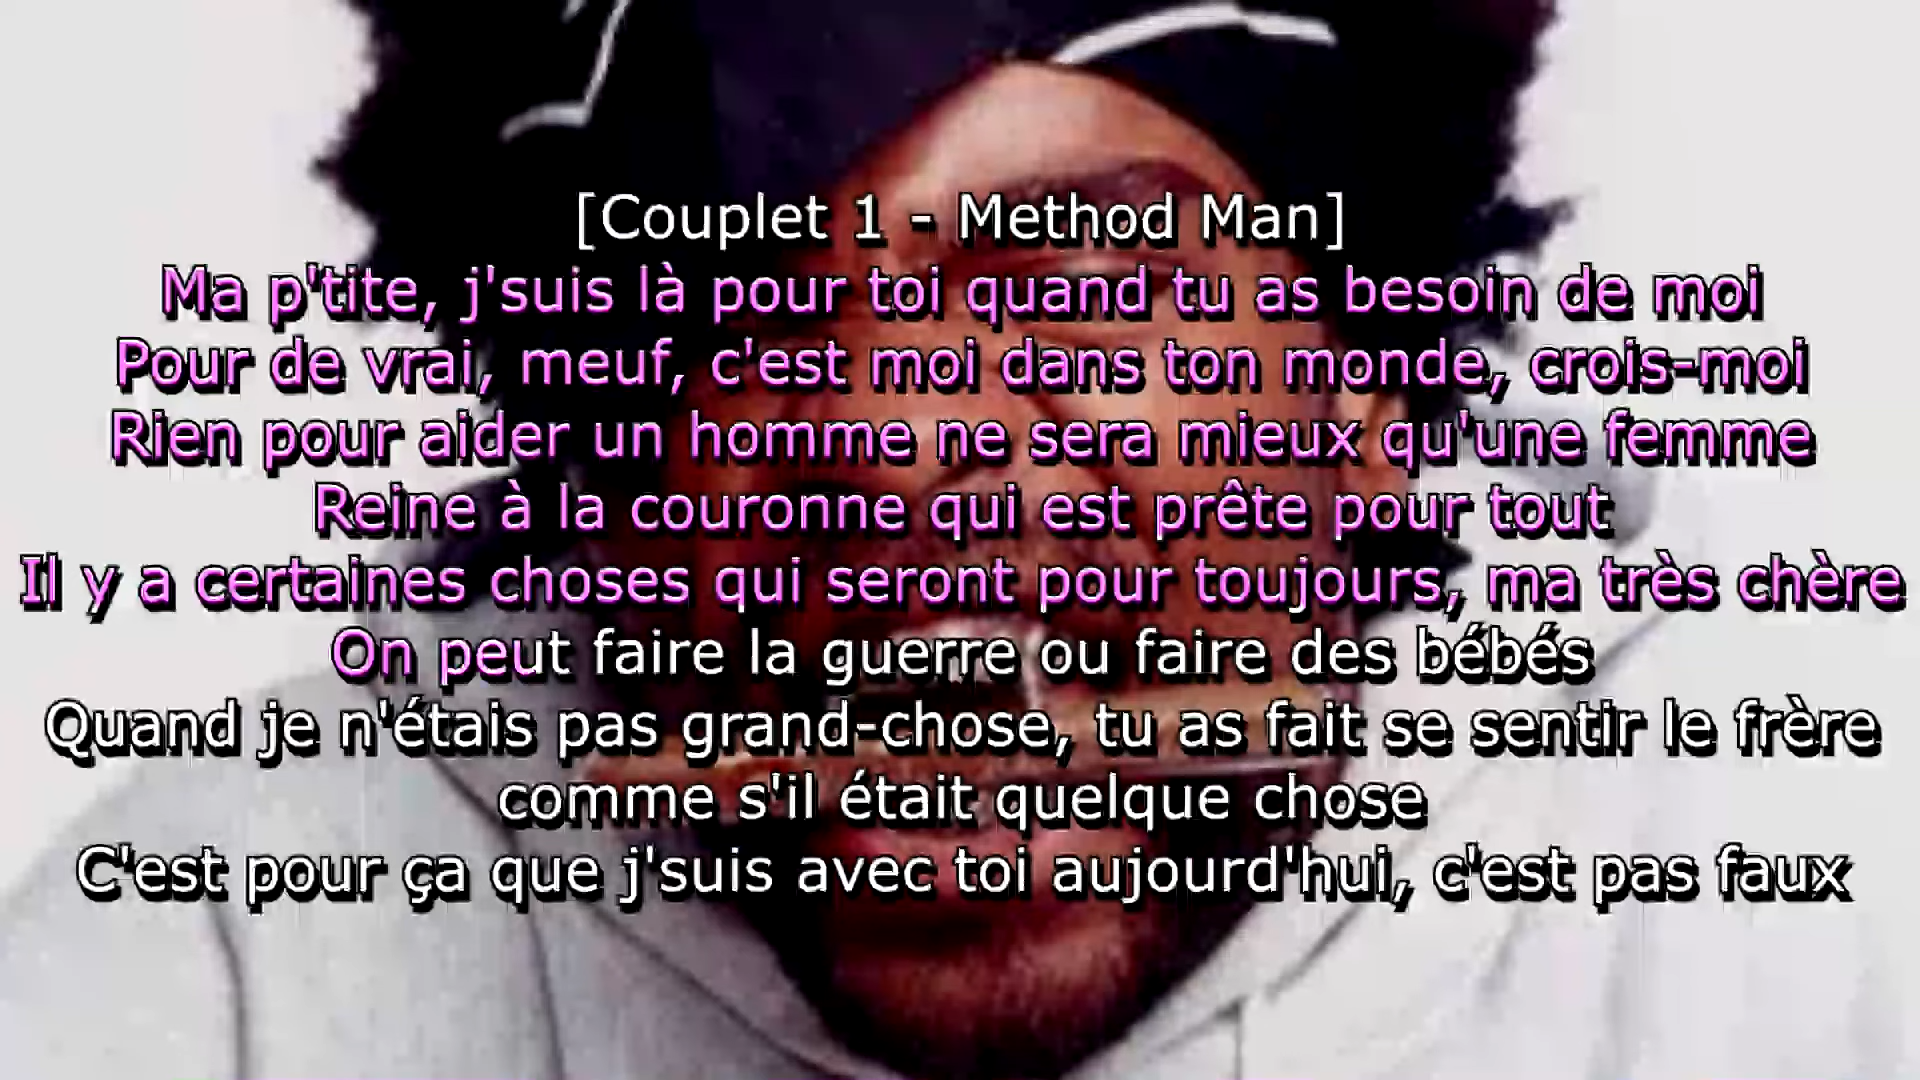 [Couplet 1 - Method Man]
Ma p'tite, j'suis là pour toi quand tu as besoin de moi
Pour de vrai, meuf, c'est moi dans ton monde, crois-moi
Rien pour aider un homme ne sera mieux qu'une femme
Reine à la couronne qui est prête pour tout
Il y a certaines choses qui seront pour toujours, ma très chère
On peut faire la guerre ou faire des bébés
Quand je n'étais pas grand-chose, tu as fait se sentir le frère
comme s'il était quelque chose
C'est pour ça que j'suis avec toi aujourd'hui, c'est pas faux